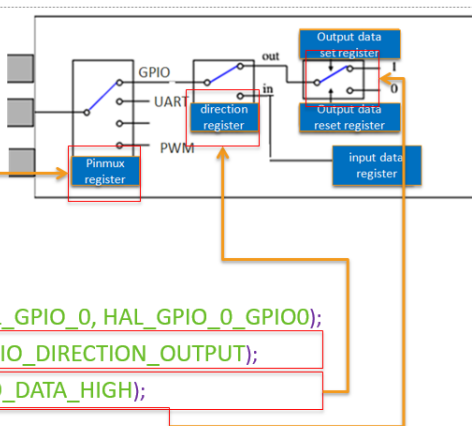 Output data
set register
out
1
GPIO
0
in
UART
direction
register
Output data
reset register
PWM
Pinmux
register
input data
register
_GPIO_0, HAL_GPIO_0_GPIO0);
IO_DIRECTION_OUTPUT);
_DATA_HIGH);